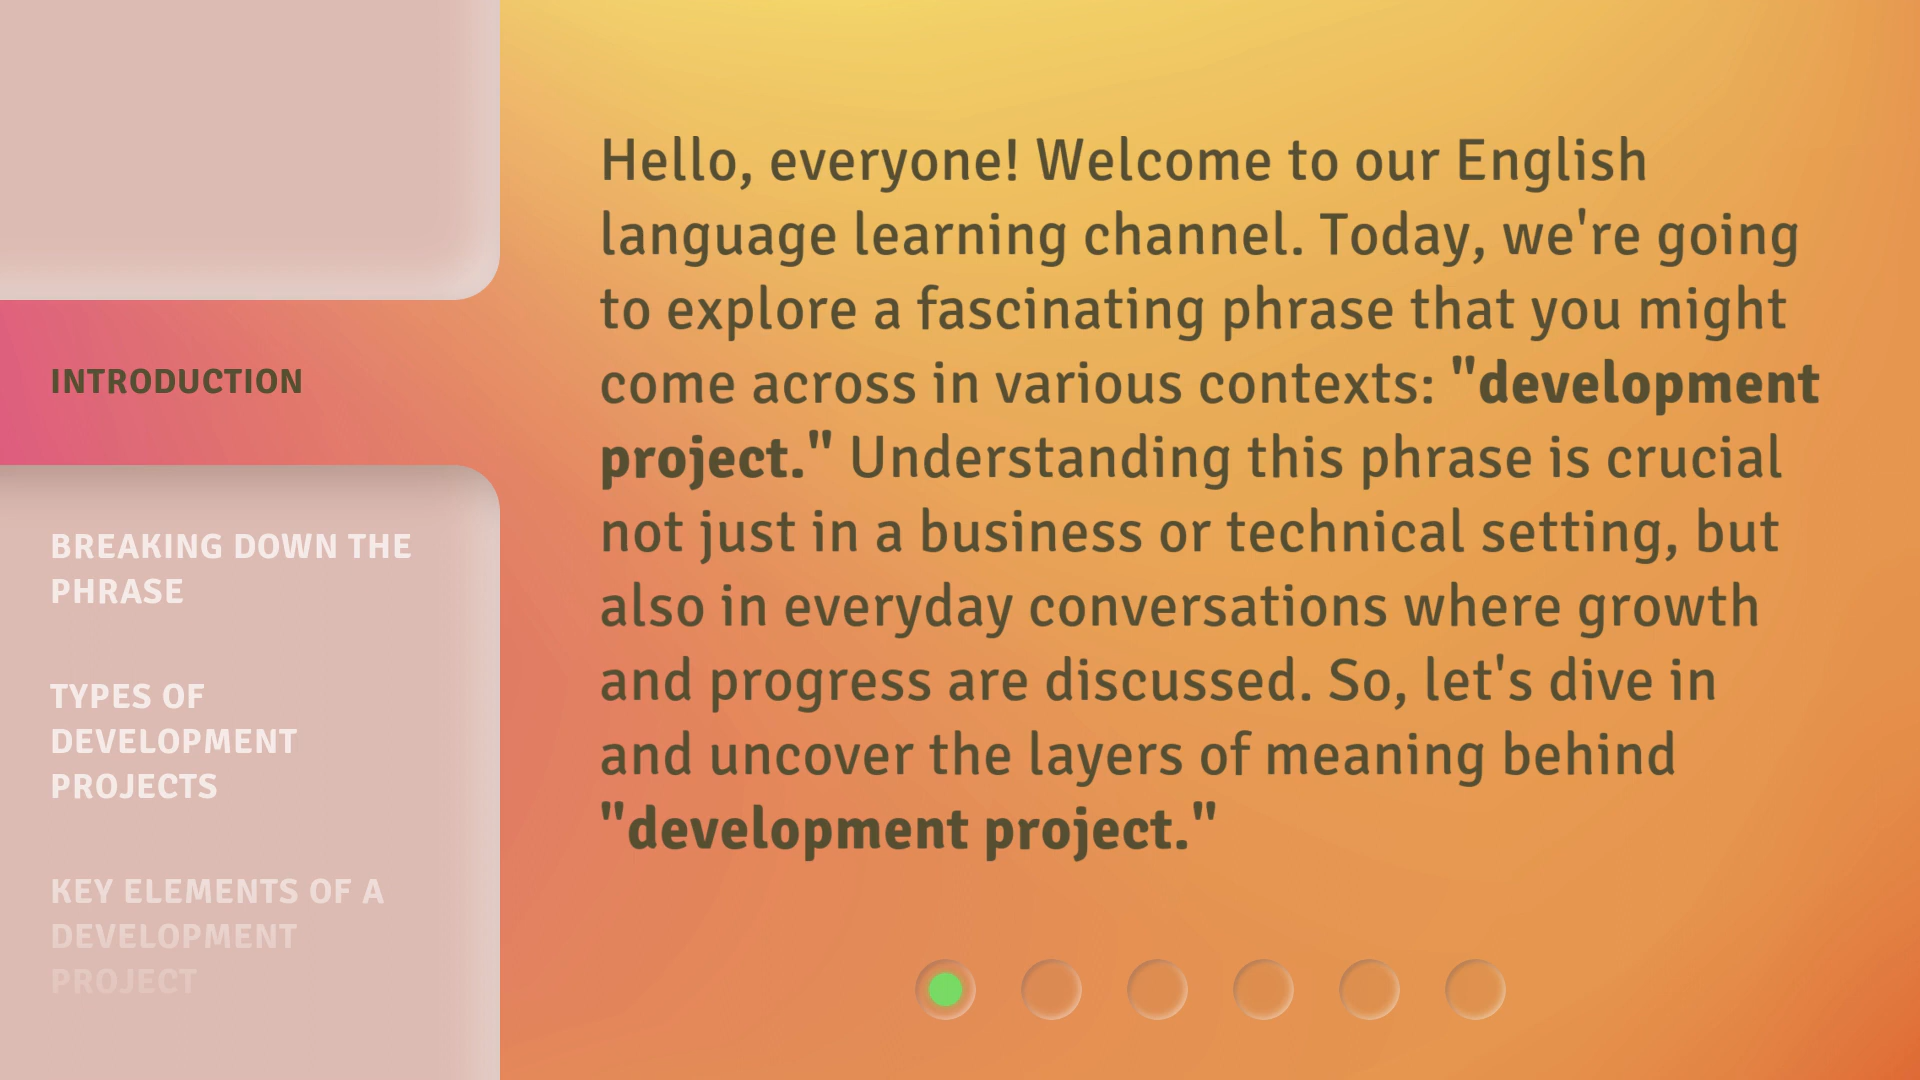 INTRODUCTION
BREAKING DOWN THE
PHRASE
TYPES OF
DEVELOPMENT
PROJECTS
KEY ELEMENTS OF A
DEVELOPMENT
PROJECT
Hello, everyone! Welcome to our English
language learning channel. Today, we're going
to explore a fascinating phrase that you might
come across in various contexts: "development
project." Understanding this phrase is crucial
not just in a business or technical setting, but
also in everyday conversations where growth
and progress are discussed. So, let's dive in
and uncover the layers of meaning behind
"development project."